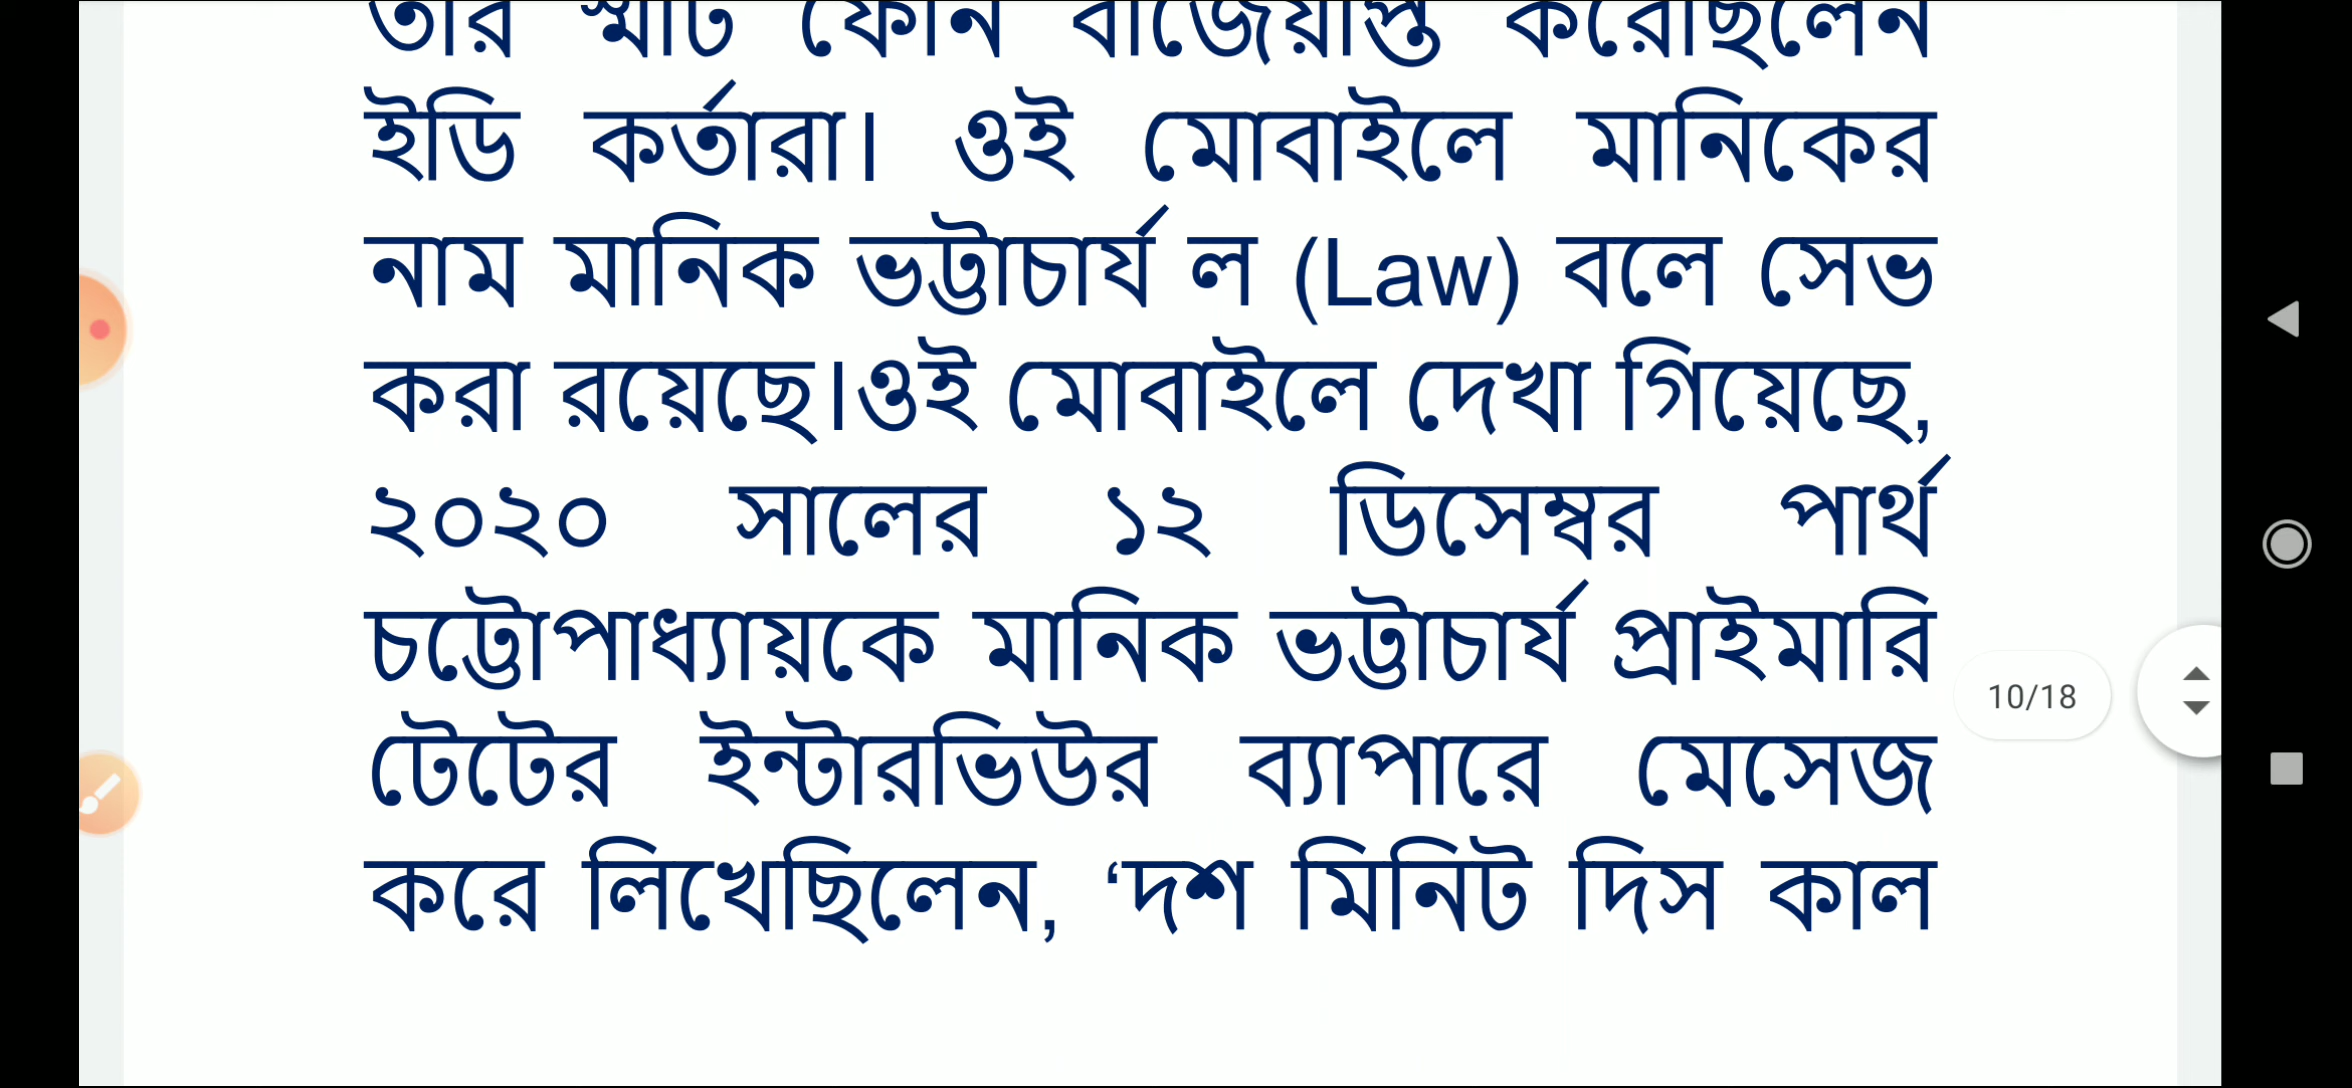 তার স্মার্ট ফোন বাজেয়াপ্ত করেছিলেন
ইডি কর্তারা। ওই মোবাইলে মানিকের
নাম মানিক ভট্টাচার্য ল (Law) বলে সেভ
করা রয়েছে।ওই মোবাইলে দেখা গিয়েছে,
২০২০ সালের ১২ ডিসেম্বর পার্থ
চট্টোপাধ্যায়কে মানিক ভট্টাচার্য প্রাইমারি
টেটের ইন্টারভিউর ব্যাপারে মেসেজ
করে লিখেছিলেন, ‘দশ মিনিট দিস কাল
10/18